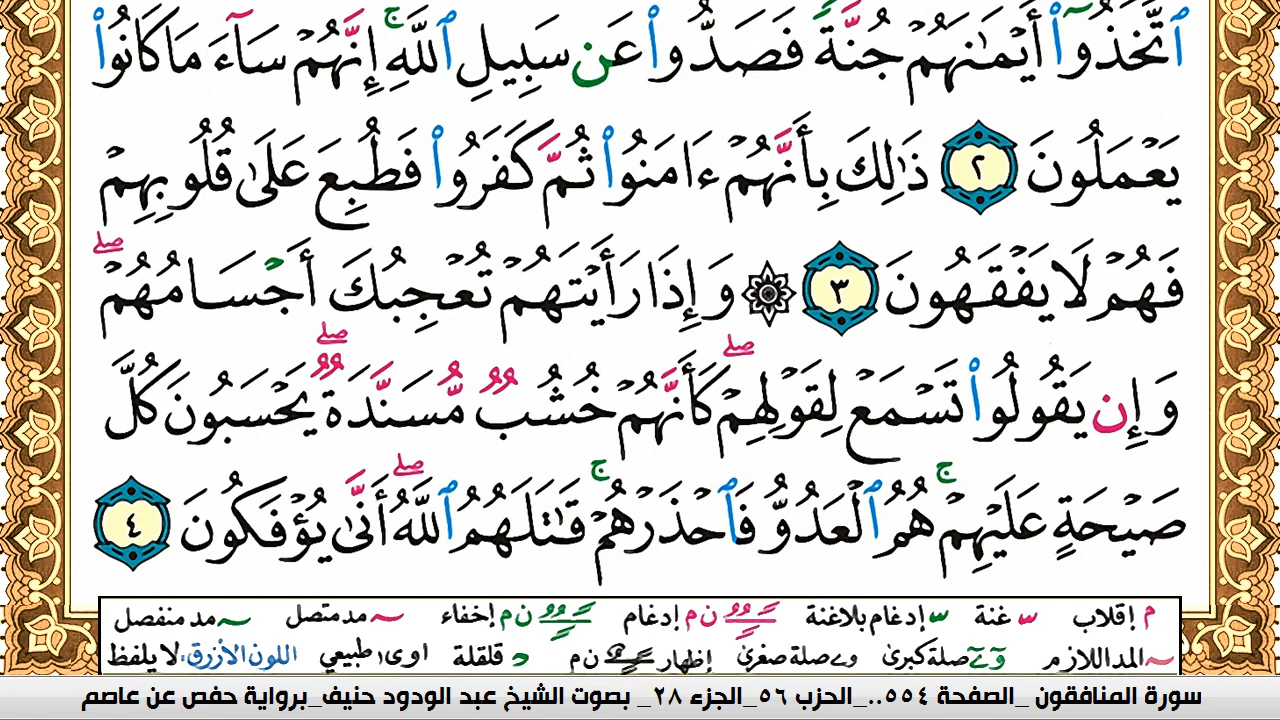 ٱتَّخَذُوٓا۟ أَيْمَـٰنَهُمْ جُنَّةً فَصَدُّوا۟ عَن سَبِيلِ ٱللَّهِ ۚ إِنَّهُمْ سَآءَ مَا كَانُوا۟
يَعْمَلُونَ ٢ ذَٰلِكَ بِأَنَّهُمْ ءَامَنُوا۟ ثُمَّ كَفَرُوا۟ فَطُبِعَ عَلَىٰ قُلُوبِهِمْ
فَهُمْ لَا يَفْقَهُونَ ٣ ۞ وَإِذَا رَأَيْتَهُمْ تُعْجِبُكَ أَجْسَامُهُمْ ۖ
وَإِن يَقُولُوا۟ تَسْمَعْ لِقَوْلِهِمْ ۖ كَأَنَّهُمْ خُشُبٌ مُّسَنَّدَةٌ ۖ يَحْسَبُونَ كُلَّ
صَيْحَةٍ عَلَيْهِمْ ۚ هُمُ ٱلْعَدُوُّ فَٱحْذَرْهُمْ ۚ قَـٰتَلَهُمُ ٱللَّهُ ۖ أَنَّىٰ يُؤْفَكُونَ ٤
م إقلاب غنة إدغام بلاغنة ن م إدغام ن م إخفاء مد متصل مد منفصل
المد اللازم و ے صلة كبرى و ے صلة صغرى إظهار ن م قلقلة اوى طبيعي اللون الأزرق: لا يلفظ
سورة المنافقون _الصفحة ٥٥٤.._الحزب ٥٦_الجزء ٢٨_ بصوت الشيخ عبد الودود حنيف_برواية حفص عن عاصم